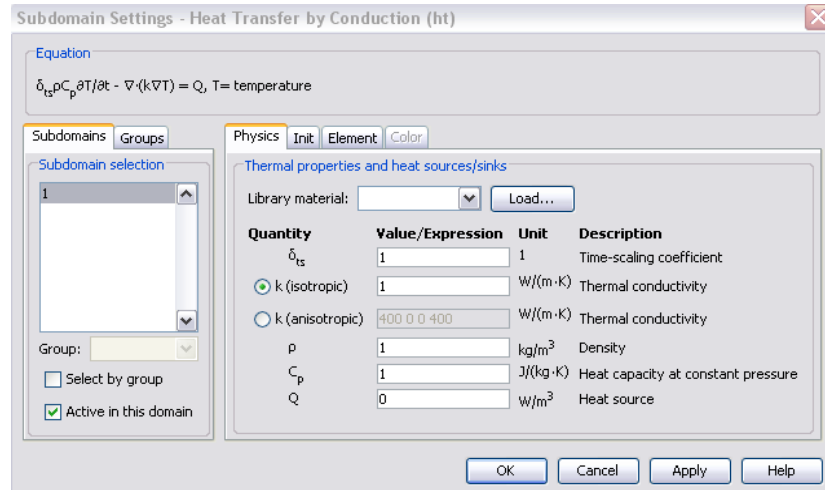 Subdomain Settings - Heat Transfer by Conduction (ht)
Equation
δts ρCp∂T/∂t - ∇·(k∇T) = Q, T= temperature
Subdomains Groups
Subdomain selection
1
Group:
Select by group
Active in this domain
Physics Init Element Color
Thermal properties and heat sources/sinks
Library material: Load...
Quantity Value/Expression Unit Description
δts 1 1 Time-scaling coefficient
k (isotropic) 1 W/(m·K) Thermal conductivity
k (anisotropic) 400 0 0 400 W/(m·K) Thermal conductivity
ρ 1 kg/m³ Density
Cp 1 J/(kg·K) Heat capacity at constant pressure
Q 0 W/m³ Heat source
OK Cancel Apply Help